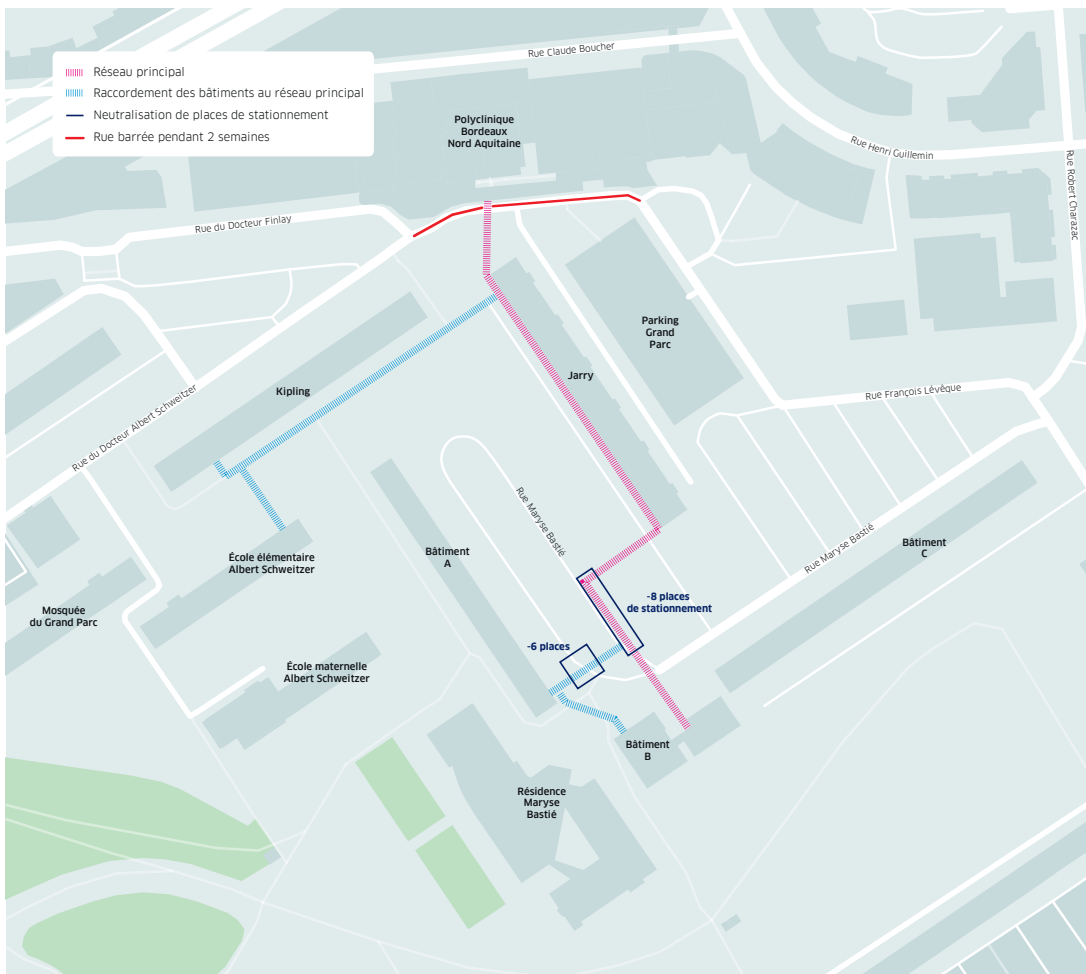 Réseau principal
Raccordement des bâtiments au réseau principal
Neutralisation de places de stationnement
Rue barrée pendant 2 semaines
Rue Claude Boucher
Polyclinique
Bordeaux
Nord Aquitaine
Rue Henri Guillemin
Rue Robert Charazac
Rue du Docteur Finlay
Parking
Grand
Parc
Jarry
Kipling
Rue François Lévêque
Rue du Docteur Albert Schweitzer
Rue Maryse Bastié
Rue Maryse Bastié
Bâtiment
C
Bâtiment
A
École élémentaire
Albert Schweitzer
Mosquée
du Grand Parc
-8 places
de stationnement
-6 places
École maternelle
Albert Schweitzer
Bâtiment
B
Résidence
Maryse
Bastié